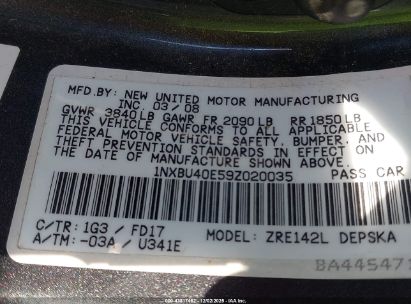 MFD.BY: NEW UNITED MOTOR MANUFACTURING
INC. 03/08
GVWR 3840LB GAWR FR 2090LB RR1850LB
THIS VEHICLE CONFORMS TO ALL APPLICABLE
FEDERAL MOTOR VEHICLE SAFETY, BUMPER, AND
THEFT PREVENTION STANDARDS IN EFFECT ON
THE DATE OF MANUFACTURE SHOWN ABOVE.
1NXBU40E59Z020035 PASS CAR
C/TR: 1G3 / FD17 MODEL: ZRE142L DEPSKA
A/TM: -03A / U341E
BA44547